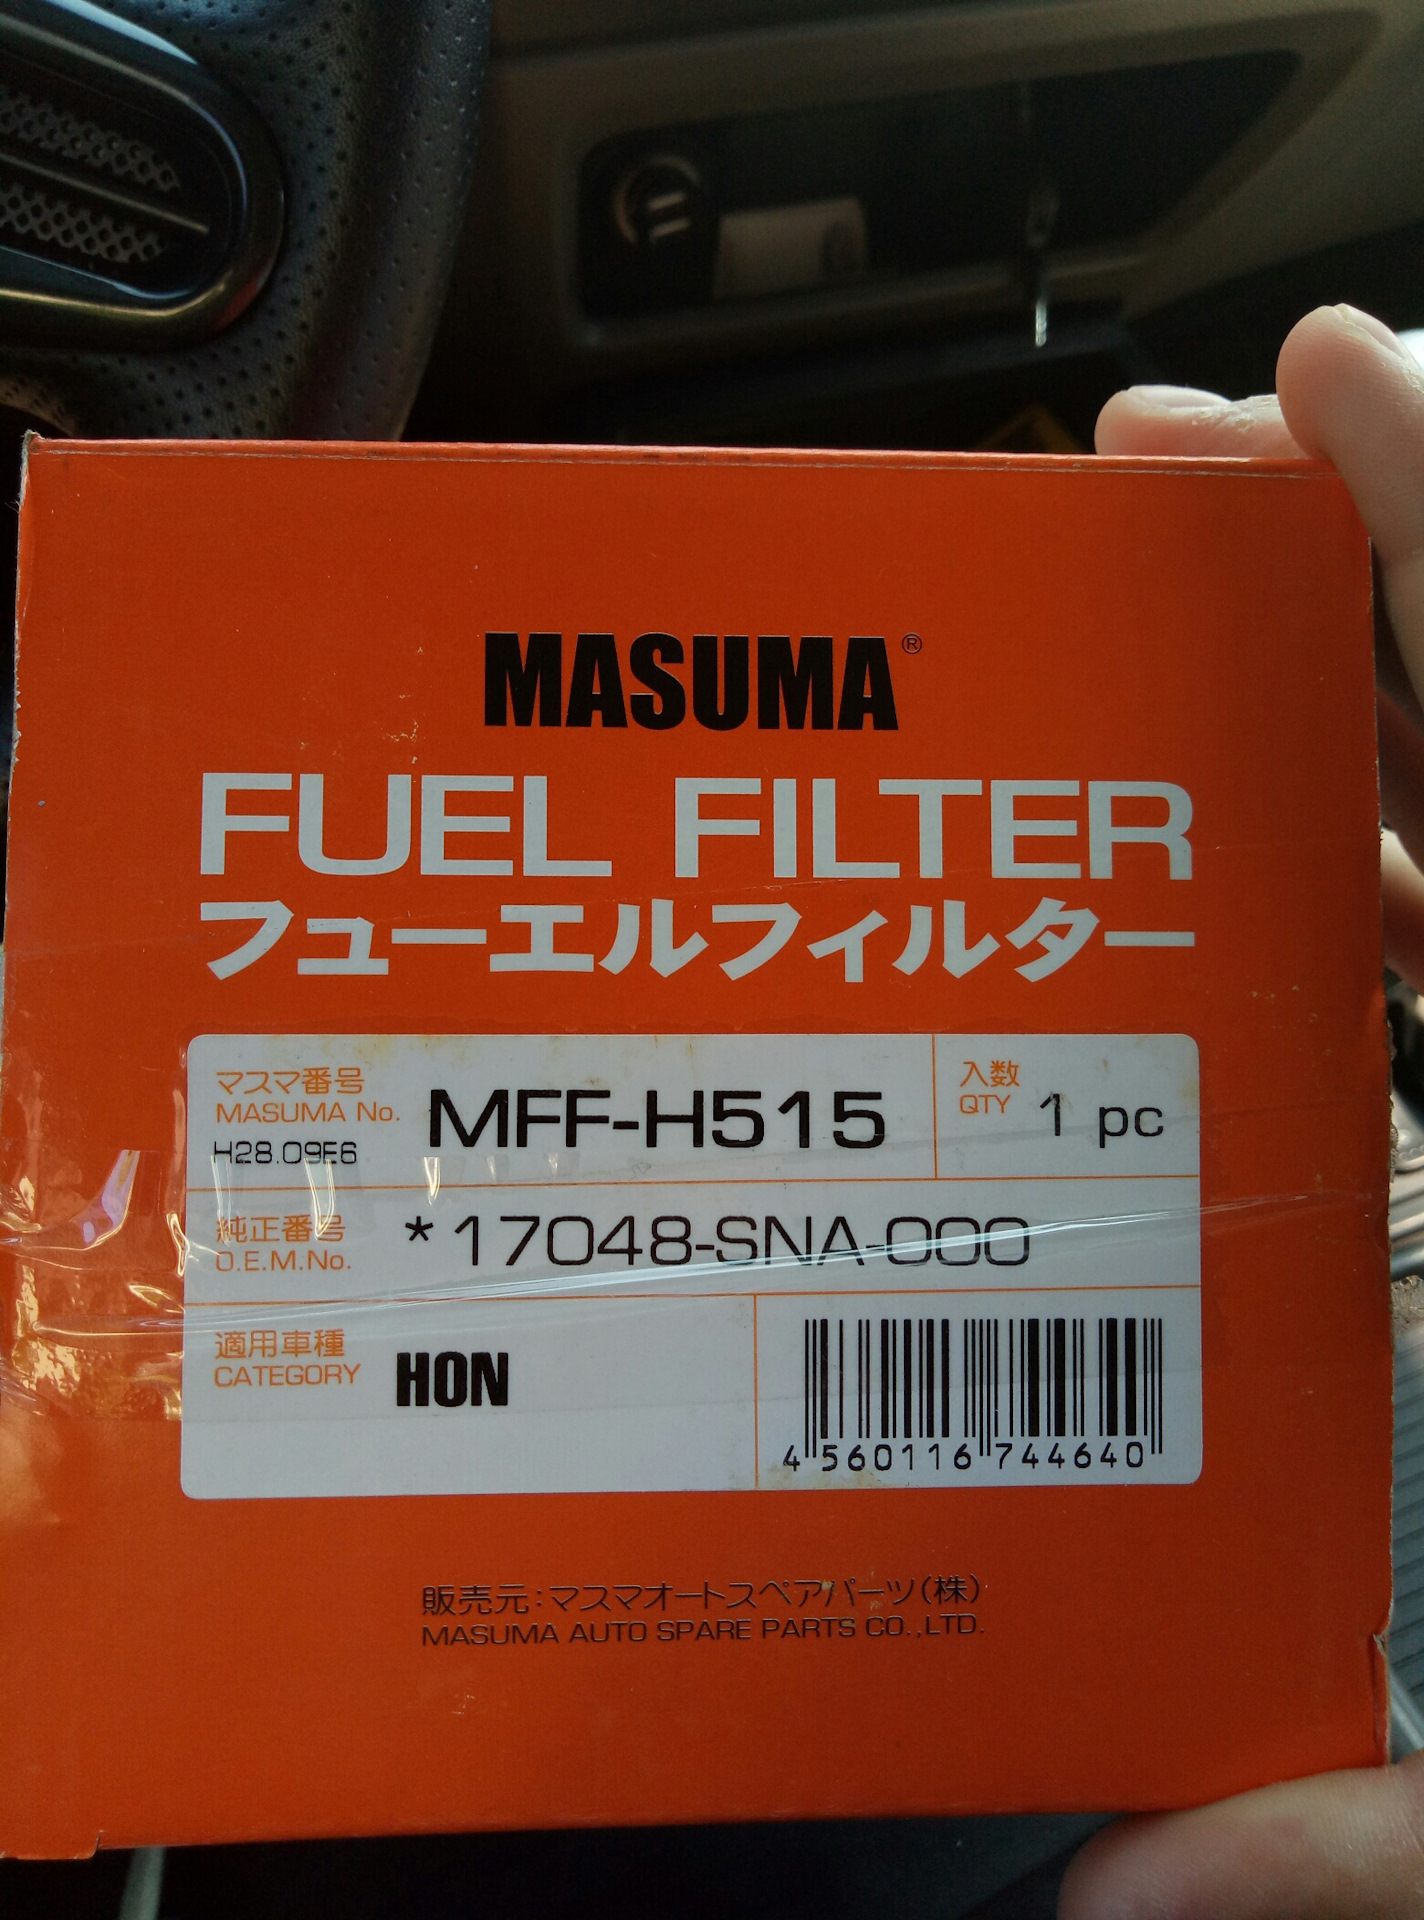 MASUMA®
FUEL FILTER
フューエルフィルター
マスマ番号
MASUMA No.
H28.09E6
MFF-H515
入数
QTY
1 pc
純正番号
O.E.M.No.
*17048-SNA-000
適用車種
CATEGORY
HON
4 560116 744640
販売元:マスマオートスペアパーツ(株)
MASUMA AUTO SPARE PARTS CO.,LTD.